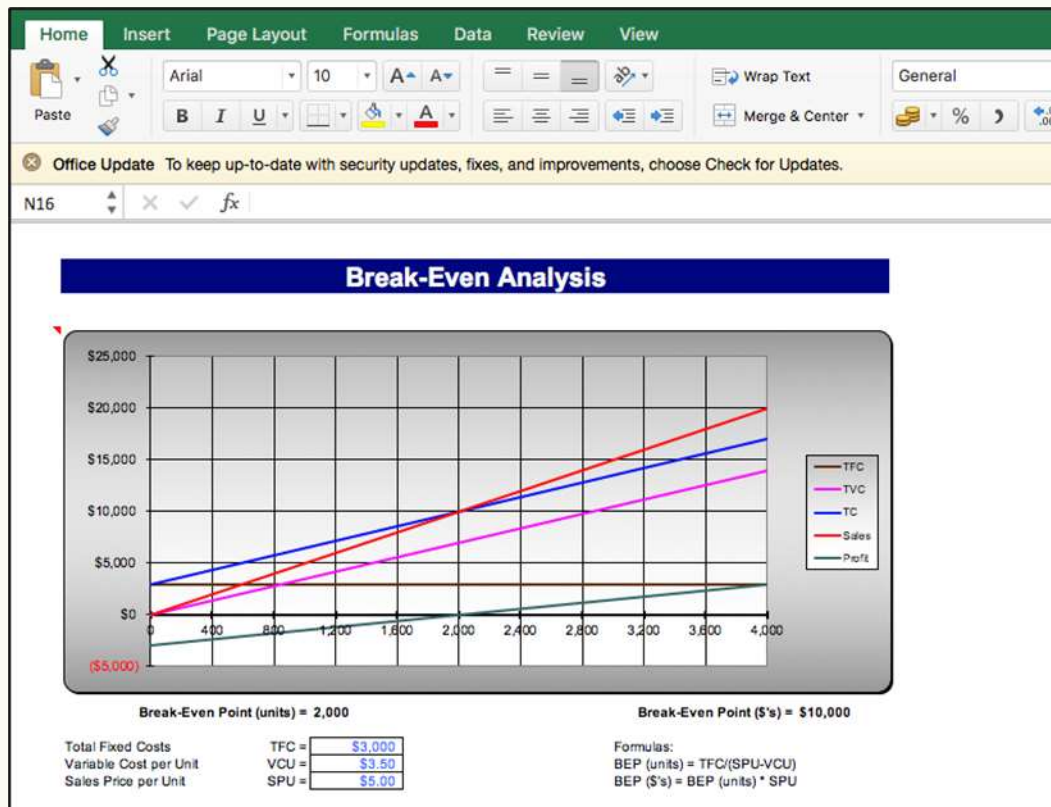 Home Insert Page Layout Formulas Data Review View
Arial 10 A A Wrap Text General
Paste B I U A Merge & Center %
Office Update To keep up-to-date with security updates, fixes, and improvements, choose Check for Updates.
N16 fx
Break-Even Analysis
$25,000
$20,000
$15,000
$10,000
$5,000
$0
($5,000)
0 400 800 1,200 1,600 2,000 2,400 2,800 3,200 3,600 4,000
TFC
TVC
TC
Sales
Profit
Break-Even Point (units) = 2,000 Break-Even Point ($'s) = $10,000
Total Fixed Costs TFC = $3,000 Formulas:
Variable Cost per Unit VCU = $3.50 BEP (units) = TFC/(SPU-VCU)
Sales Price per Unit SPU = $5.00 BEP ($'s) = BEP (units) * SPU